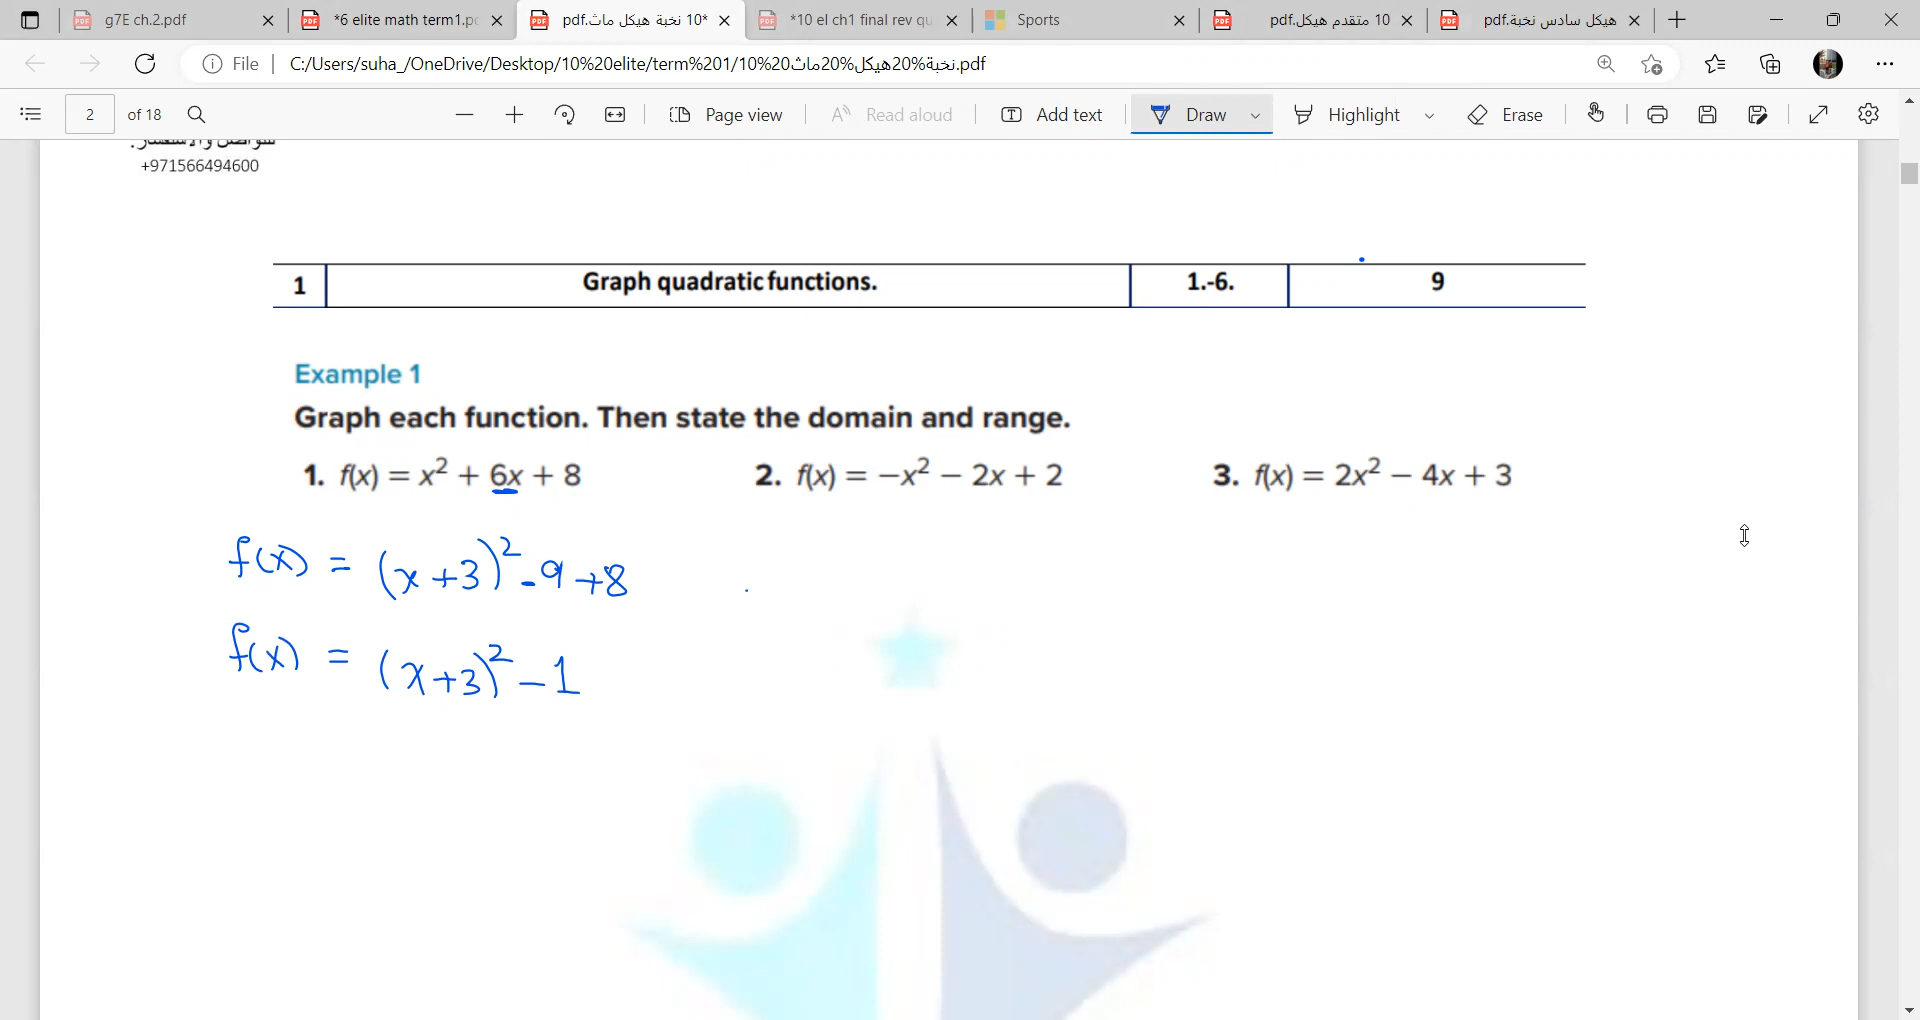 g7E ch.2.pdf
*6 elite math term1.pc
*10 نخبة هيكل ماث.pdf
*10 el ch1 final rev qu
Sports
10 متقدم هيكل.pdf
هيكل سادس نخبة.pdf
File C:/Users/suha_/OneDrive/Desktop/10%20elite/term%201/10%20نخبة%20هيكل%20ماث.pdf
2 of 18 Page view Read aloud Add text Draw Highlight Erase
للتواصل والاستفسار:
+971566494600
1 Graph quadratic functions. 1.-6. 9
Example 1
Graph each function. Then state the domain and range.
1. f(x) = x² + 6x + 8 2. f(x) = −x² − 2x + 2 3. f(x) = 2x² − 4x + 3
f(x) = (x+3)² -9 +8
f(x) = (x+3)² - 1